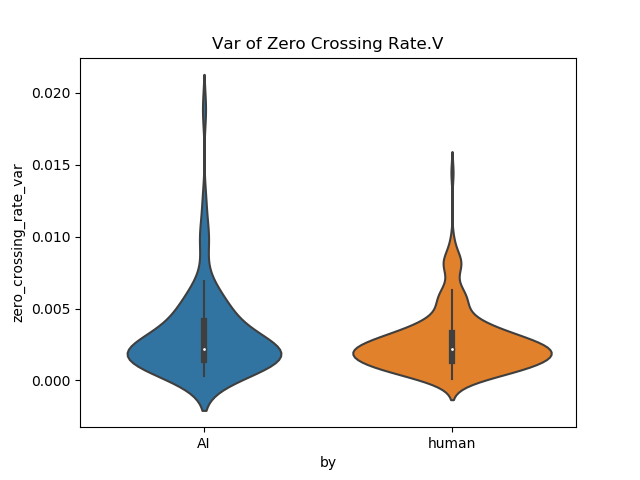 Var of Zero Crossing Rate.V
0.020
0.015
0.010
0.005
0.000
zero_crossing_rate_var
AI
human
by